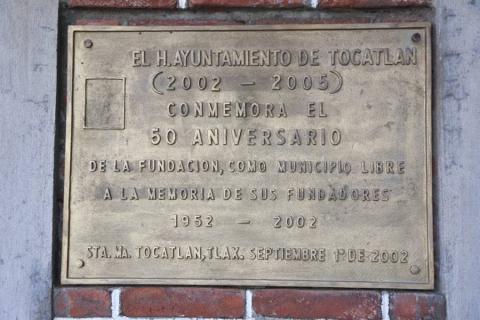 EL H. AYUNTAMIENTO DE TOCATLAN
(2002 - 2005)
CONMEMORA EL
50 ANIVERSARIO
DE LA FUNDACION, COMO MUNICIPIO LIBRE
A LA MEMORIA DE SUS FUNDADORES
1952 - 2002
STA. MA. TOCATLAN, TLAX. SEPTIEMBRE 1º DE 2002